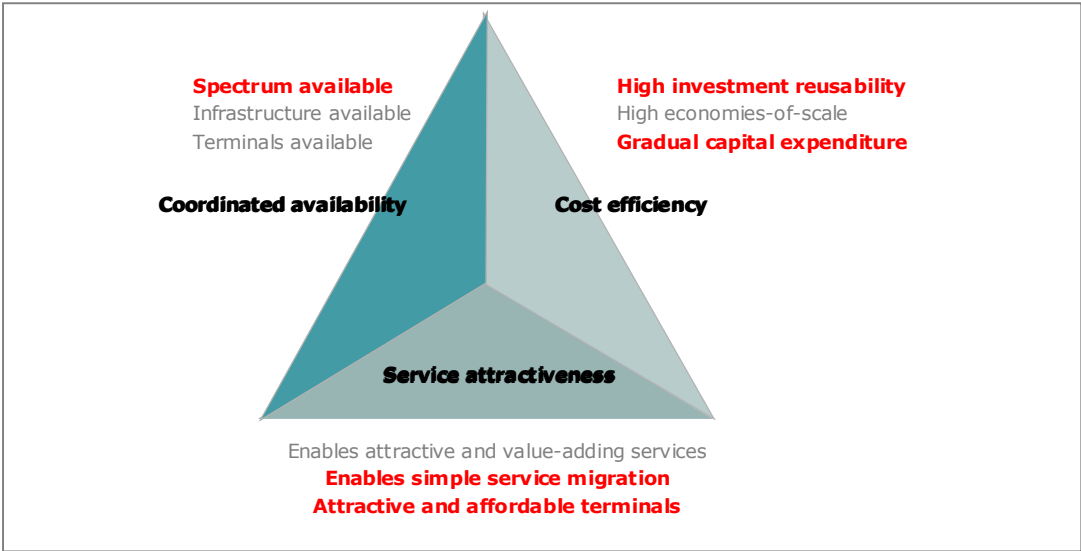 Spectrum available
Infrastructure available
Terminals available
High investment reusability
High economies-of-scale
Gradual capital expenditure
Coordinated availability
Cost efficiency
Service attractiveness
Enables attractive and value-adding services
Enables simple service migration
Attractive and affordable terminals